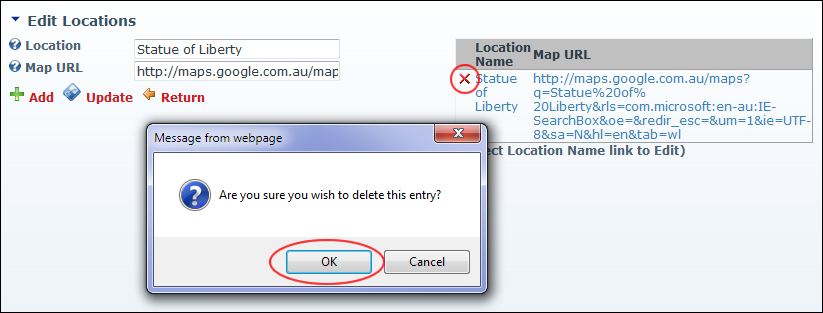 Edit Locations
Location
Statue of Liberty
Map URL
http://maps.google.com.au/map
Add
Update
Return
Location Name
Map URL
Statue
of
Liberty
http://maps.google.com.au/maps?
q=Statue%20of%
20Liberty&rls=com.microsoft:en-au:IE-
SearchBox&oe=&redir_esc=&um=1&ie=UTF-
8&sa=N&hl=en&tab=wl
ect Location Name link to Edit)
Message from webpage
Are you sure you wish to delete this entry?
OK
Cancel